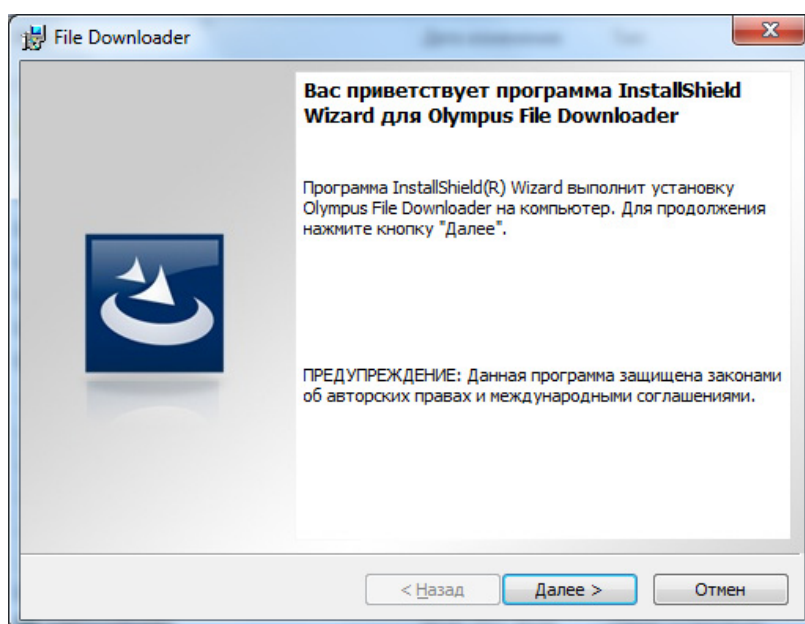 File Downloader
Вас приветствует программа InstallShield
Wizard для Olympus File Downloader
Программа InstallShield(R) Wizard выполнит установку
Olympus File Downloader на компьютер. Для продолжения
нажмите кнопку "Далее".
ПРЕДУПРЕЖДЕНИЕ: Данная программа защищена законами
об авторских правах и международными соглашениями.
< Назад
Далее >
Отмен